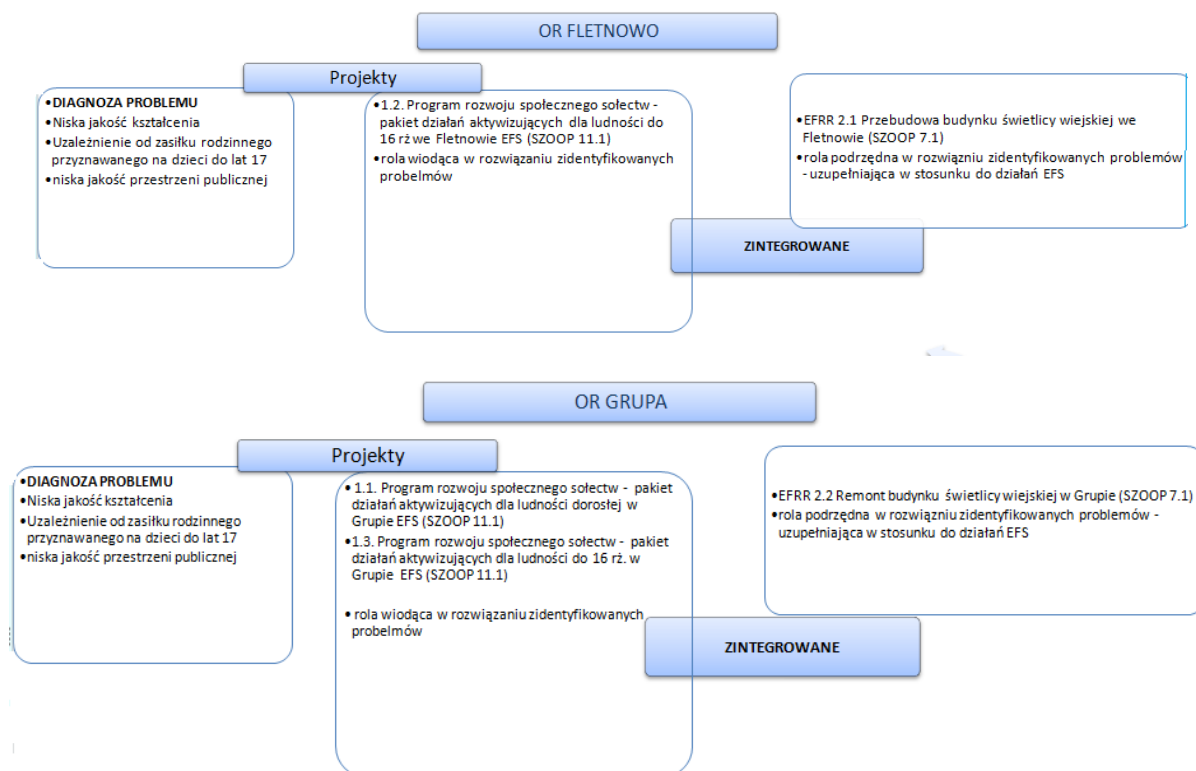 OR FLETNOWO
Projekty
•DIAGNOZA PROBLEMU
•Niska jakość kształcenia
•Uzależnienie od zasiłku rodzinnego
przyznawanego na dzieci do lat 17
•niska jakość przestrzeni publicznej
•1.2. Program rozwoju społecznego sołectw -
pakiet działań aktywizujących dla ludności do
16 rż we Fletnowie EFS (SZOOP 11.1)
•rola wiodąca w rozwiązaniu zidentyfikowanych
probelmów
•EFRR 2.1 Przebudowa budynku świetlicy wiejskiej we
Fletnowie (SZOOP 7.1)
•rola podrzędna w rozwiązniu zidentyfikowanych problemów
- uzupełniająca w stosunku do działań EFS
ZINTEGROWANE
OR GRUPA
Projekty
•DIAGNOZA PROBLEMU
•Niska jakość kształcenia
•Uzależnienie od zasiłku rodzinnego
przyznawanego na dzieci do lat 17
•niska jakość przestrzeni publicznej
•1.1. Program rozwoju społecznego sołectw - pakiet
działań aktywizujących dla ludności dorosłej w
Grupie EFS (SZOOP 11.1)
•1.3. Program rozwoju społecznego sołectw - pakiet
działań aktywizujących dla ludności do 16 rż. w
Grupie EFS (SZOOP 11.1)
•rola wiodąca w rozwiązaniu zidentyfikowanych
probelmów
•EFRR 2.2 Remont budynku świetlicy wiejskiej w Grupie (SZOOP 7.1)
•rola podrzędna w rozwiązniu zidentyfikowanych problemów -
uzupełniająca w stosunku do działań EFS
ZINTEGROWANE